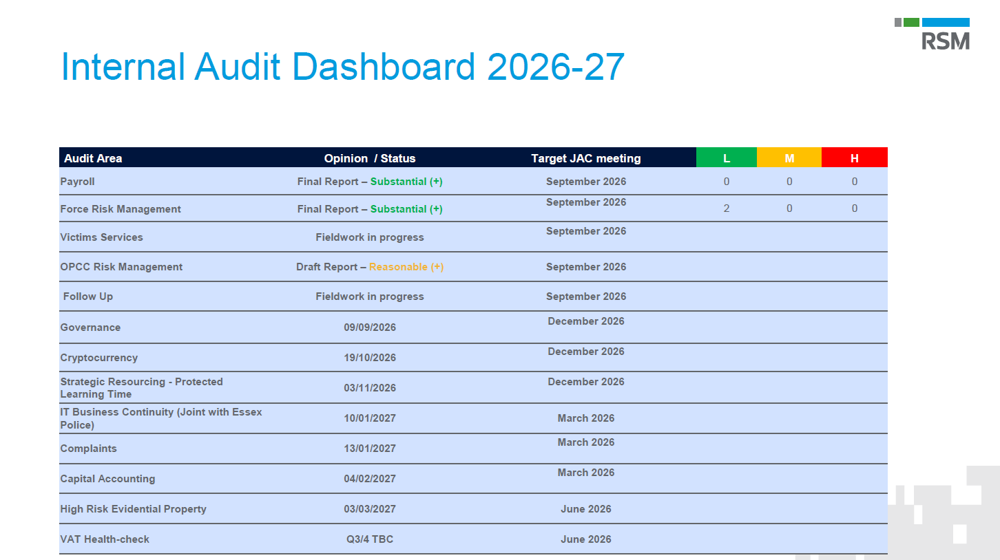 RSM
Internal Audit Dashboard 2026-27
Audit Area Opinion / Status Target JAC meeting L M H
Payroll Final Report – Substantial (+) September 2026 0 0 0
Force Risk Management Final Report – Substantial (+) September 2026 2 0 0
Victims Services Fieldwork in progress September 2026
OPCC Risk Management Draft Report – Reasonable (+) September 2026
Follow Up Fieldwork in progress September 2026
Governance 09/09/2026 December 2026
Cryptocurrency 19/10/2026 December 2026
Strategic Resourcing - Protected
Learning Time 03/11/2026 December 2026
IT Business Continuity (Joint with Essex
Police) 10/01/2027 March 2026
Complaints 13/01/2027 March 2026
Capital Accounting 04/02/2027 March 2026
High Risk Evidential Property 03/03/2027 June 2026
VAT Health-check Q3/4 TBC June 2026